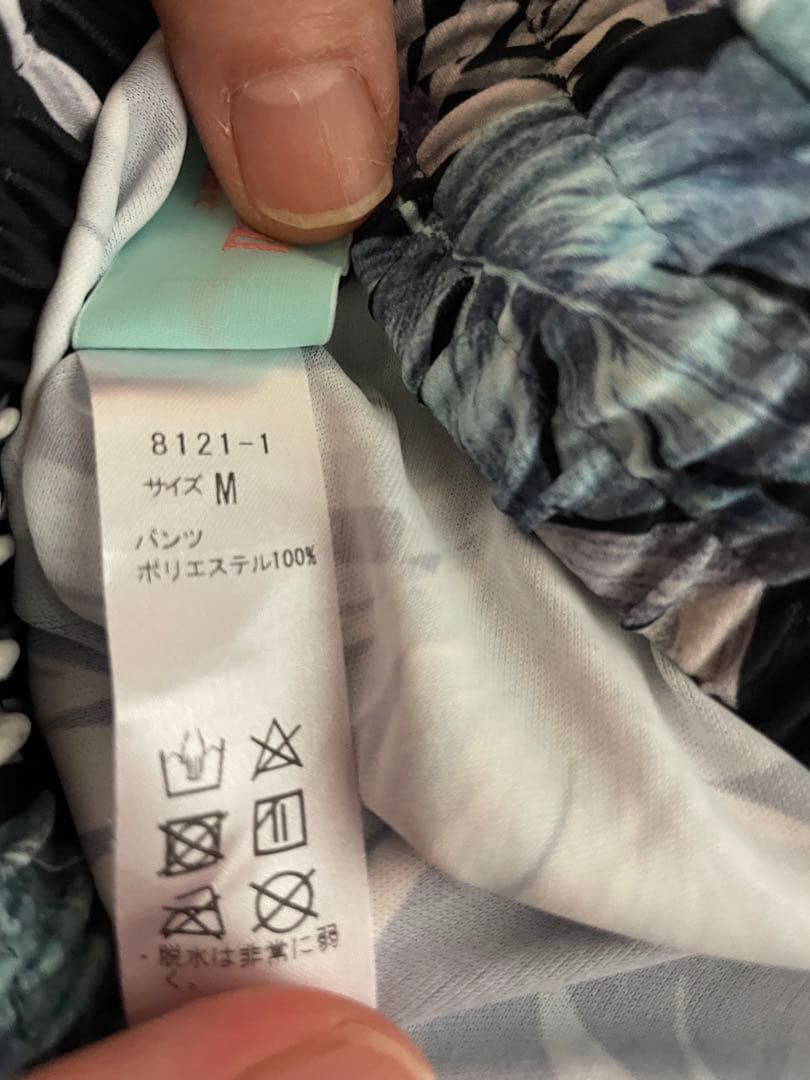 8121-1
サイズ M
パンツ
ポリエステル100%
・脱水は非常に弱
く。